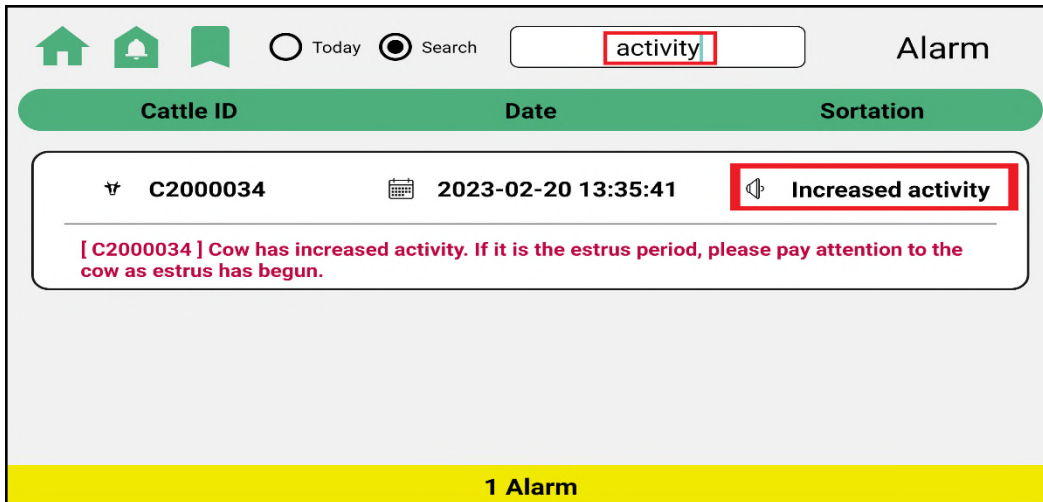 Today Search activity Alarm
Cattle ID Date Sortation
C2000034 2023-02-20 13:35:41 Increased activity
[ C2000034 ] Cow has increased activity. If it is the estrus period, please pay attention to the
cow as estrus has begun.
1 Alarm